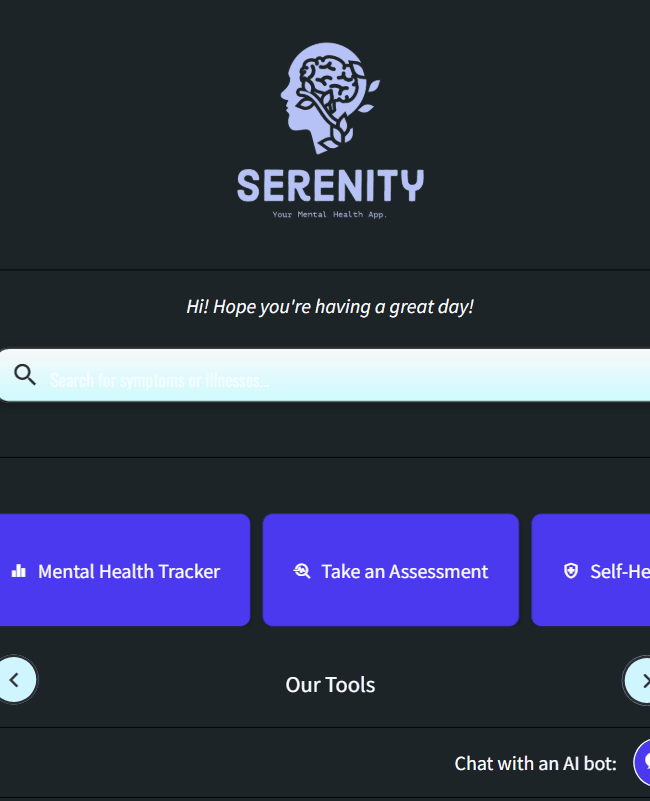 SERENITY
Your Mental Health App.
Hi! Hope you're having a great day!
Search for symptoms or illnesses...
Mental Health Tracker
Take an Assessment
Self-He
Our Tools
Chat with an AI bot: